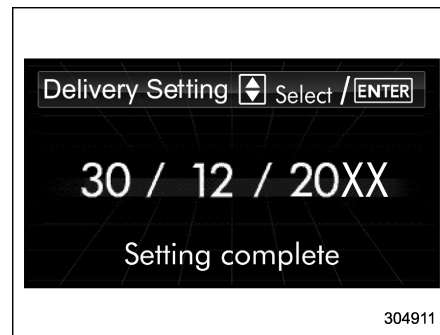 Delivery Setting Select / ENTER
30 / 12 / 20XX
Setting complete
304911